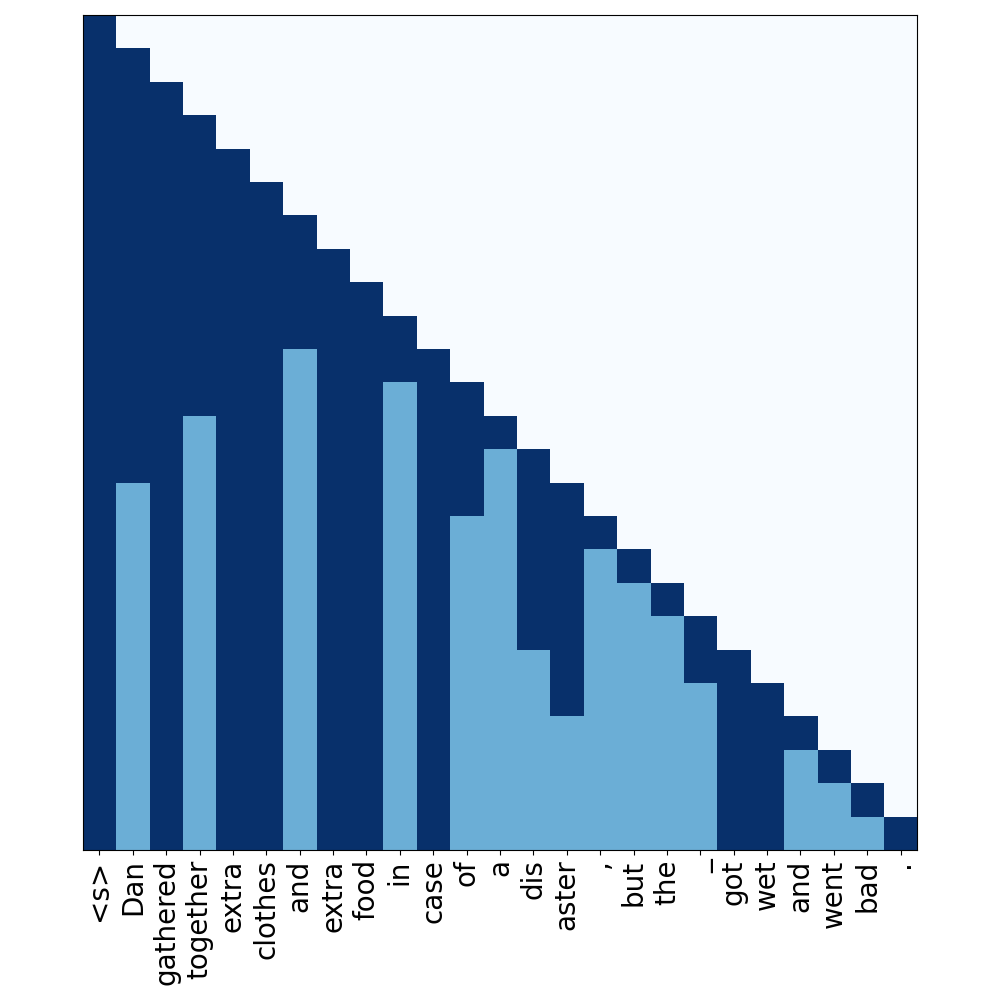 <s> Dan gathered together extra clothes and extra food in case of a dis aster , but the _ got wet and went bad .